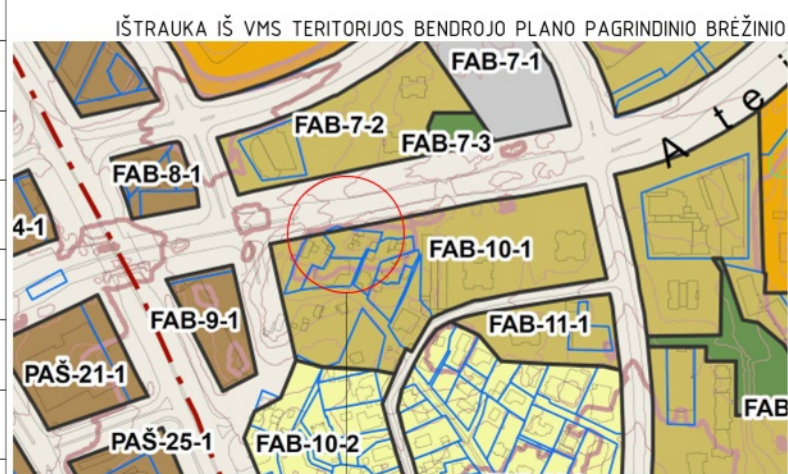 IŠTRAUKA IŠ VMS TERITORIJOS BENDROJO PLANO PAGRINDINIO BRĖŽINIO
FAB-7-1
FAB-7-2
FAB-7-3
A t e i
FAB-8-1
4-1
FAB-10-1
FAB-9-1
FAB-11-1
PAŠ-21-1
FAB
PAŠ-25-1
FAB-10-2